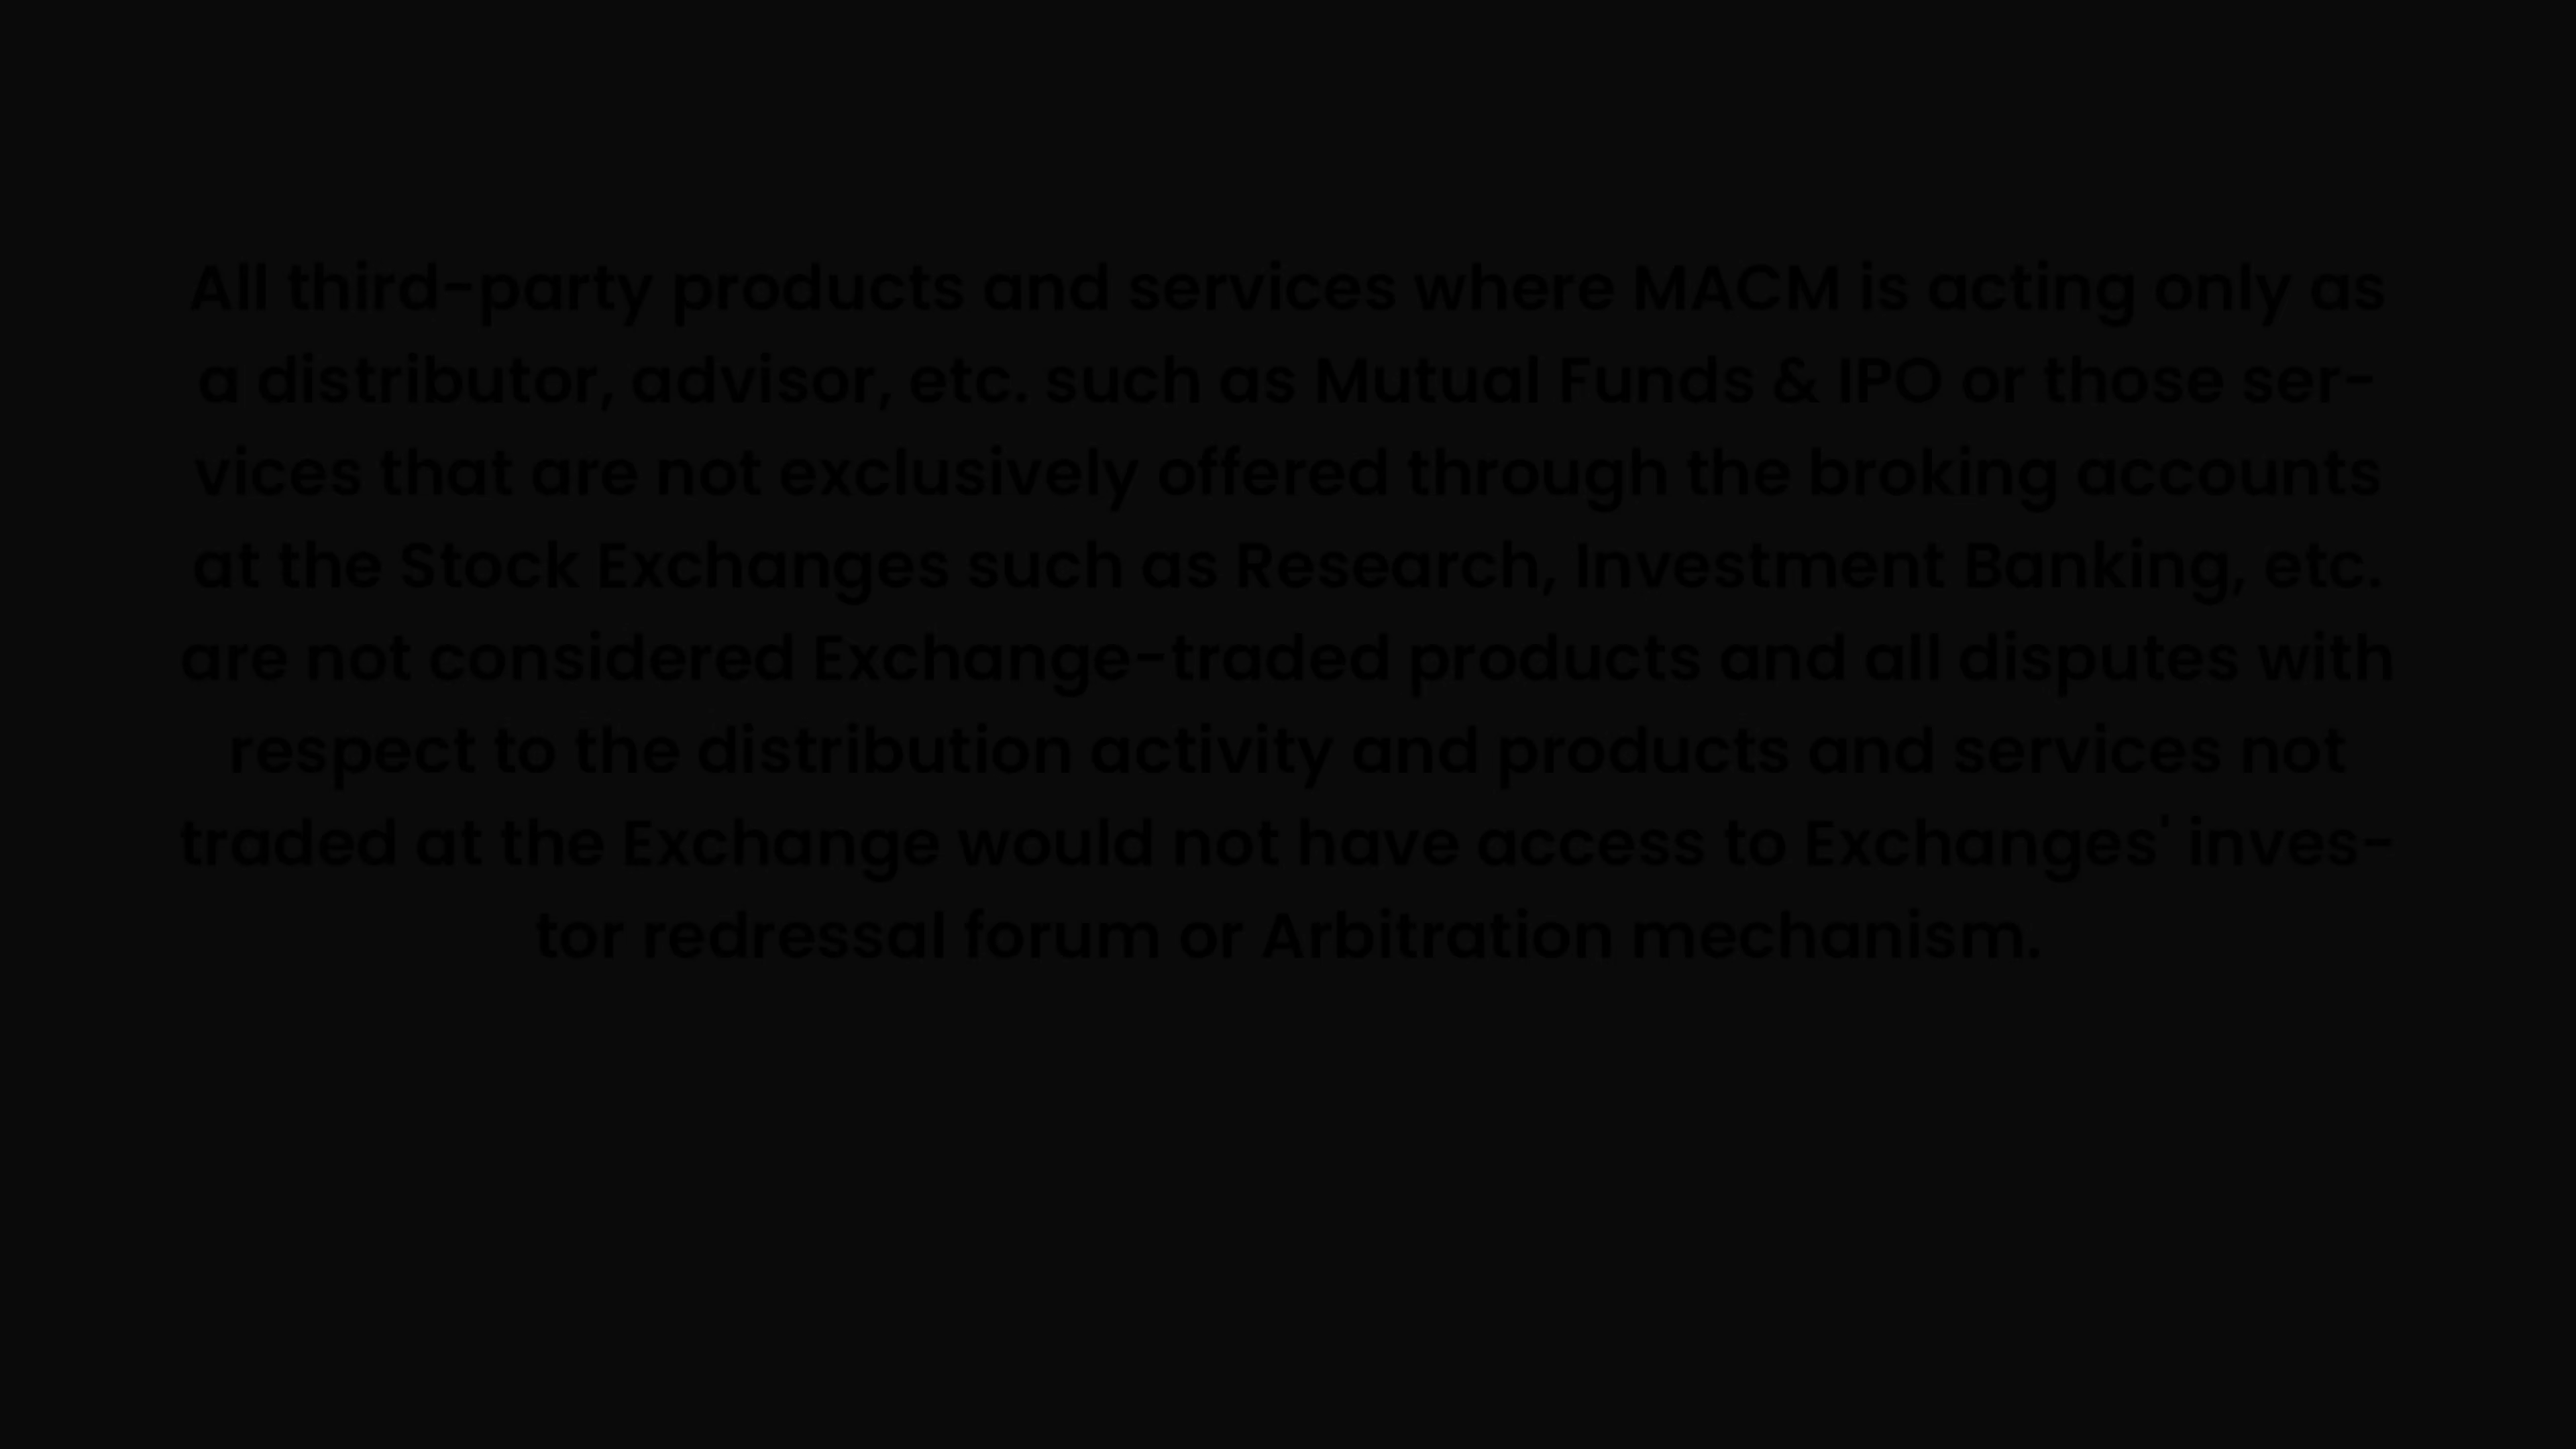 All third-party products and services where MACM is acting only as
a distributor, advisor, etc. such as Mutual Funds & IPO or those ser-
vices that are not exclusively offered through the broking accounts
at the Stock Exchanges such as Research, Investment Banking, etc.
are not considered Exchange-traded products and all disputes with
respect to the distribution activity and products and services not
traded at the Exchange would not have access to Exchanges' inves-
tor redressal forum or Arbitration mechanism.